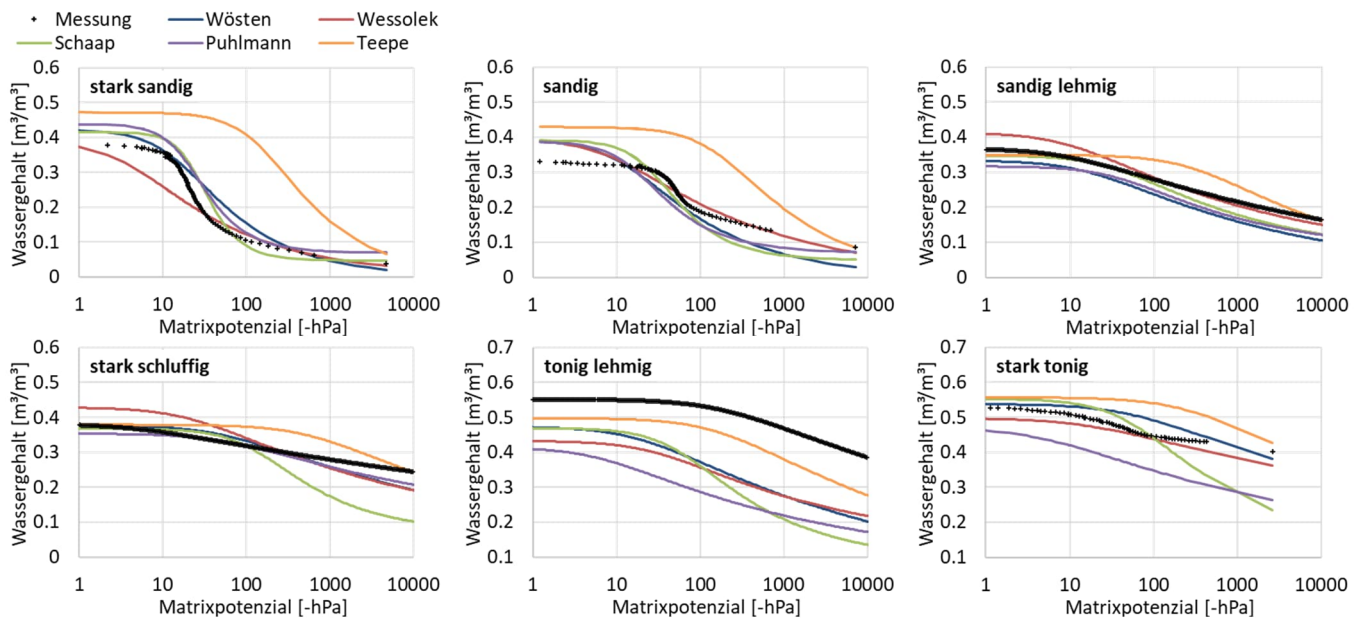 Messung Wösten Wessolek
Schaap Puhlmann Teepe
stark sandig
Wassergehalt [m³/m³]
0.6
0.5
0.4
0.3
0.2
0.1
0
1 10 100 1000 10000
Matrixpotenzial [-hPa]
sandig
Wassergehalt [m³/m³]
0.6
0.5
0.4
0.3
0.2
0.1
0
1 10 100 1000 10000
Matrixpotenzial [-hPa]
sandig lehmig
Wassergehalt [m³/m³]
0.6
0.5
0.4
0.3
0.2
0.1
0
1 10 100 1000 10000
Matrixpotenzial [-hPa]
stark schluffig
Wassergehalt [m³/m³]
0.6
0.5
0.4
0.3
0.2
0.1
0
1 10 100 1000 10000
Matrixpotenzial [-hPa]
tonig lehmig
Wassergehalt [m³/m³]
0.7
0.6
0.5
0.4
0.3
0.2
0.1
1 10 100 1000 10000
Matrixpotenzial [-hPa]
stark tonig
Wassergehalt [m³/m³]
0.7
0.6
0.5
0.4
0.3
0.2
0.1
1 10 100 1000 10000
Matrixpotenzial [-hPa]